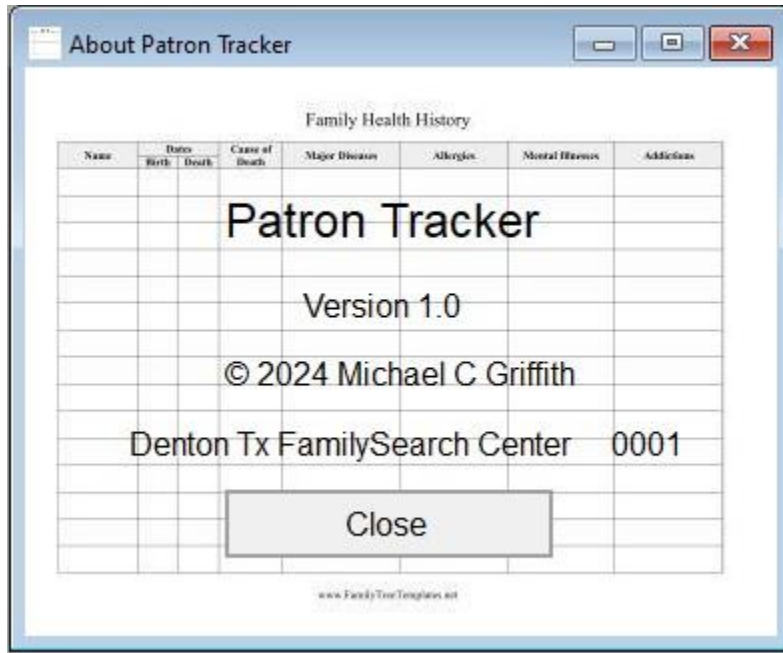 About Patron Tracker
Family Health History
Name Dates Cause of Major Diseases Allergies Mental Illnesses Addictions
Birth Death Death
Patron Tracker
Version 1.0
© 2024 Michael C Griffith
Denton Tx FamilySearch Center 0001
Close
www.FamilyTreeTemplates.net